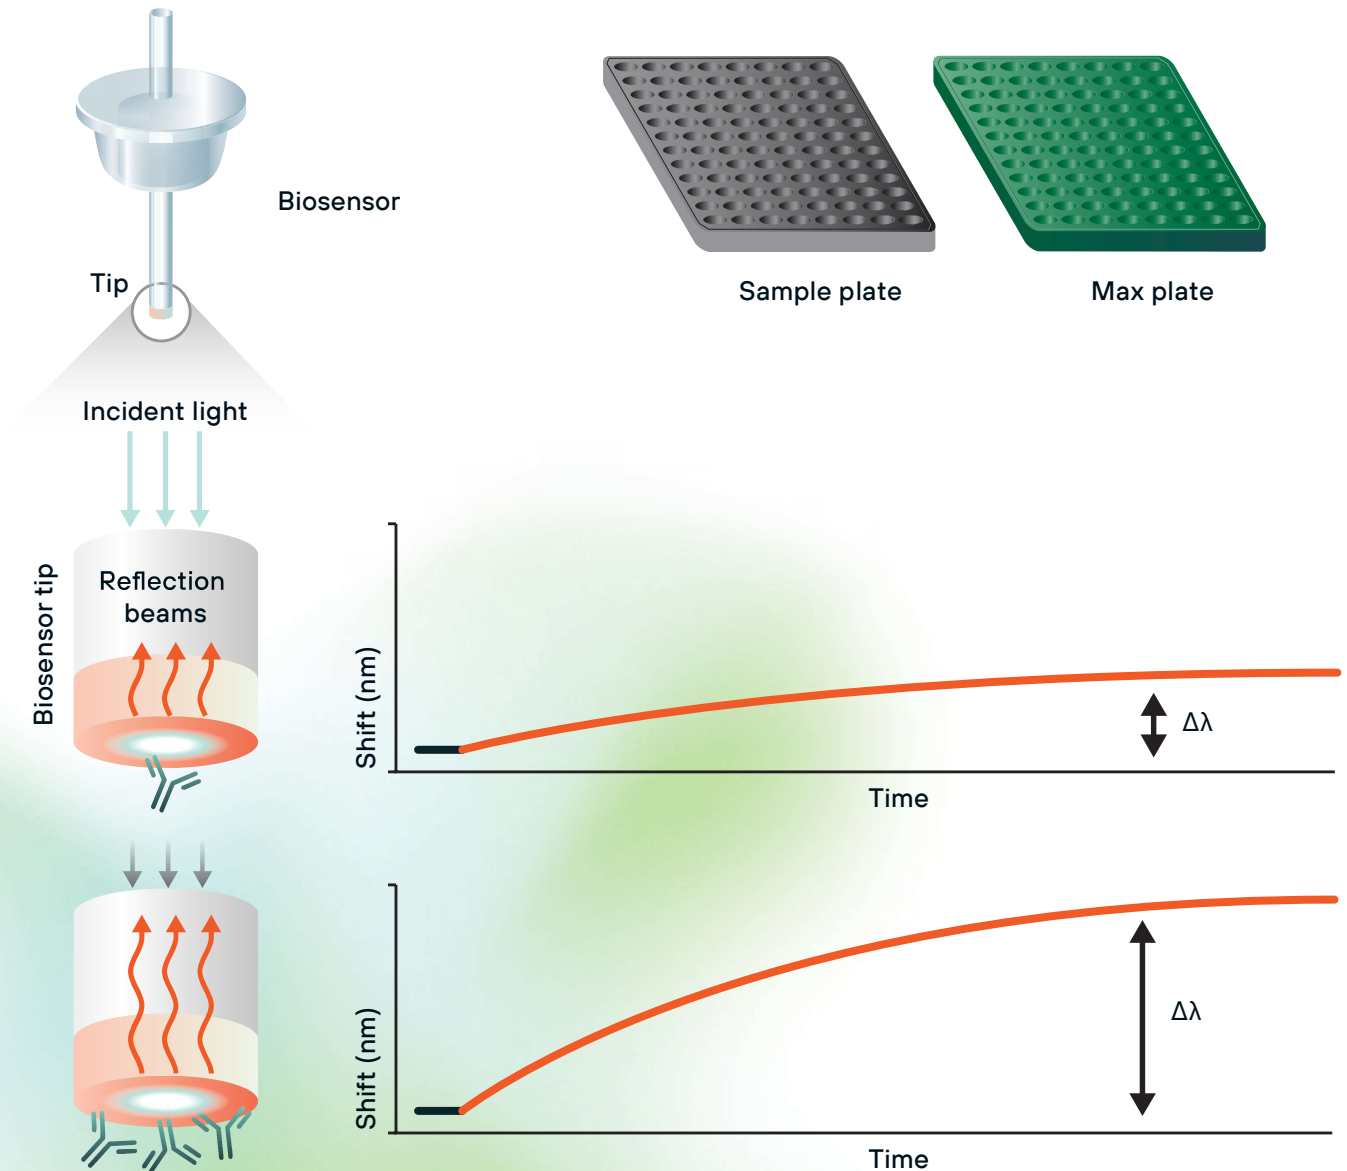 Biosensor
Tip
Sample plate
Max plate
Incident light
Biosensor tip
Reflection
beams
Shift (nm)
Δλ
Time
Shift (nm)
Δλ
Time